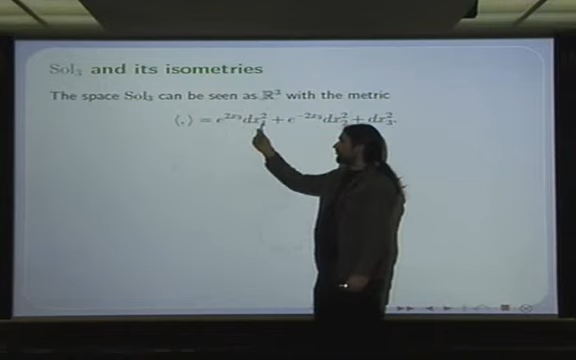 Sol₃ and its isometries
The space Sol₃ can be seen as ℝ³ with the metric
⟨,⟩ = e^{2x₃}dx₁² + e^{−2x₃}dx₂² + dx₃².